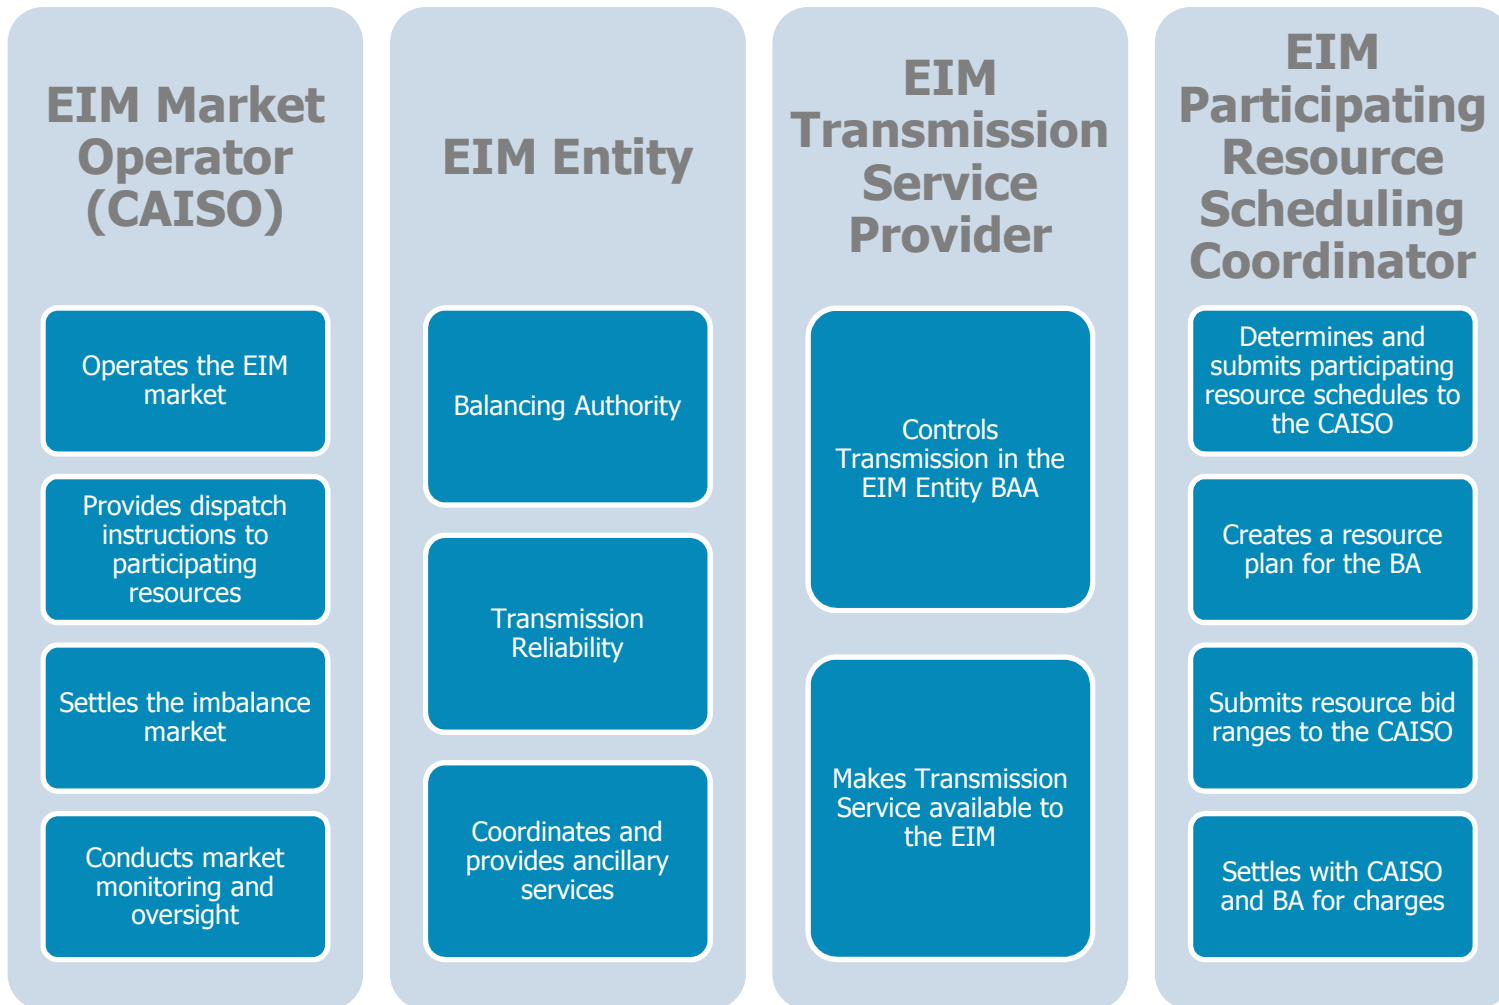 EIM Market
Operator
(CAISO)
Operates the EIM
market
Provides dispatch
instructions to
participating
resources
Settles the imbalance
market
Conducts market
monitoring and
oversight
EIM Entity
Balancing Authority
Transmission
Reliability
Coordinates and
provides ancillary
services
EIM
Transmission
Service
Provider
Controls
Transmission in the
EIM Entity BAA
Makes Transmission
Service available to
the EIM
EIM
Participating
Resource
Scheduling
Coordinator
Determines and
submits participating
resource schedules to
the CAISO
Creates a resource
plan for the BA
Submits resource bid
ranges to the CAISO
Settles with CAISO
and BA for charges